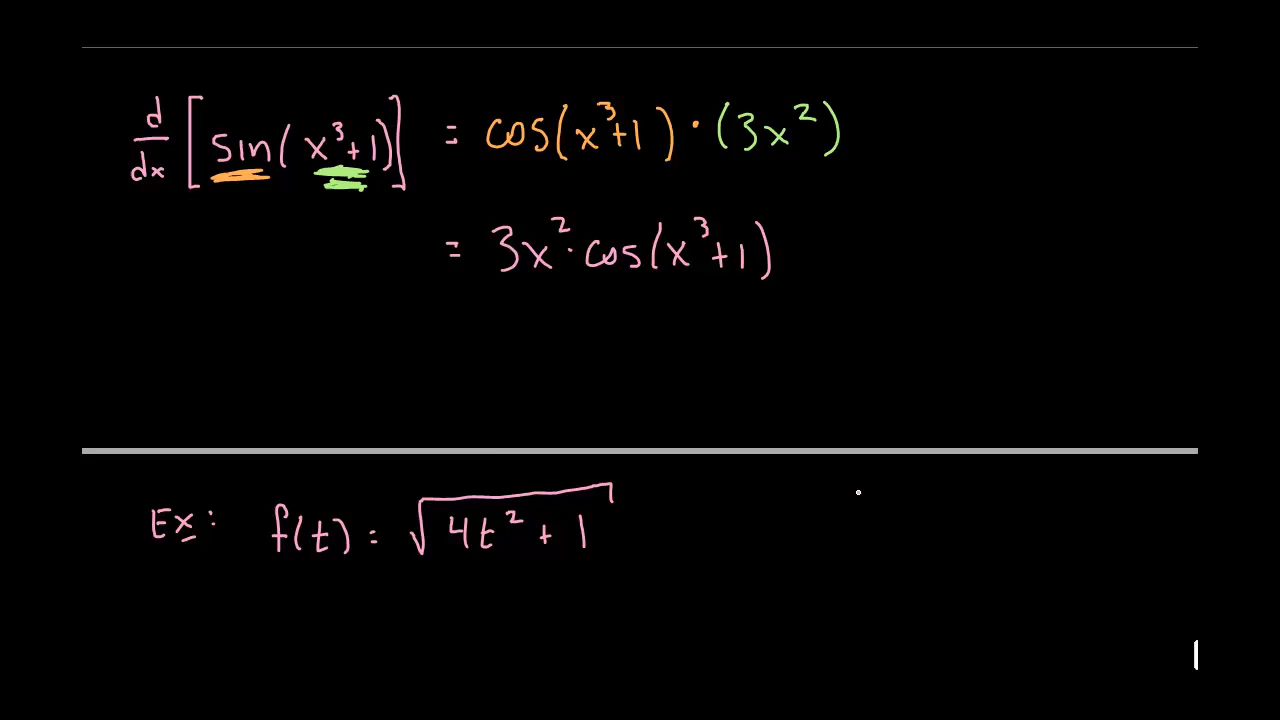 d/dx [sin(x³+1)] = cos(x³+1) · (3x²)
= 3x² · cos(x³+1)
Ex: f(t) = √(4t² + 1)